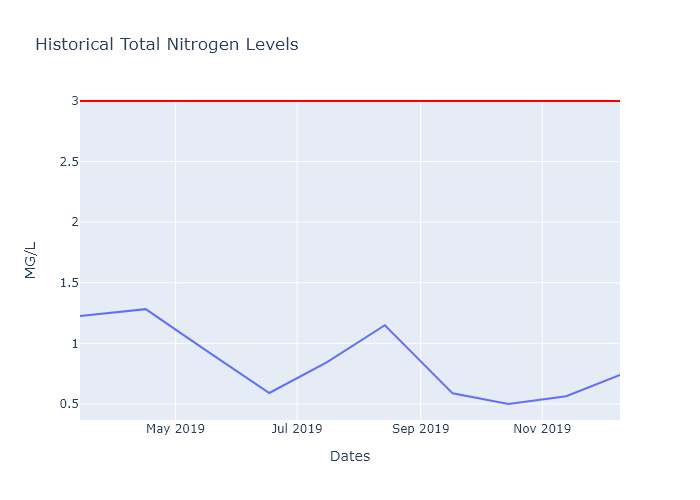 Historical Total Nitrogen Levels
3
2.5
2
1.5
1
0.5
MG/L
May 2019
Jul 2019
Sep 2019
Nov 2019
Dates